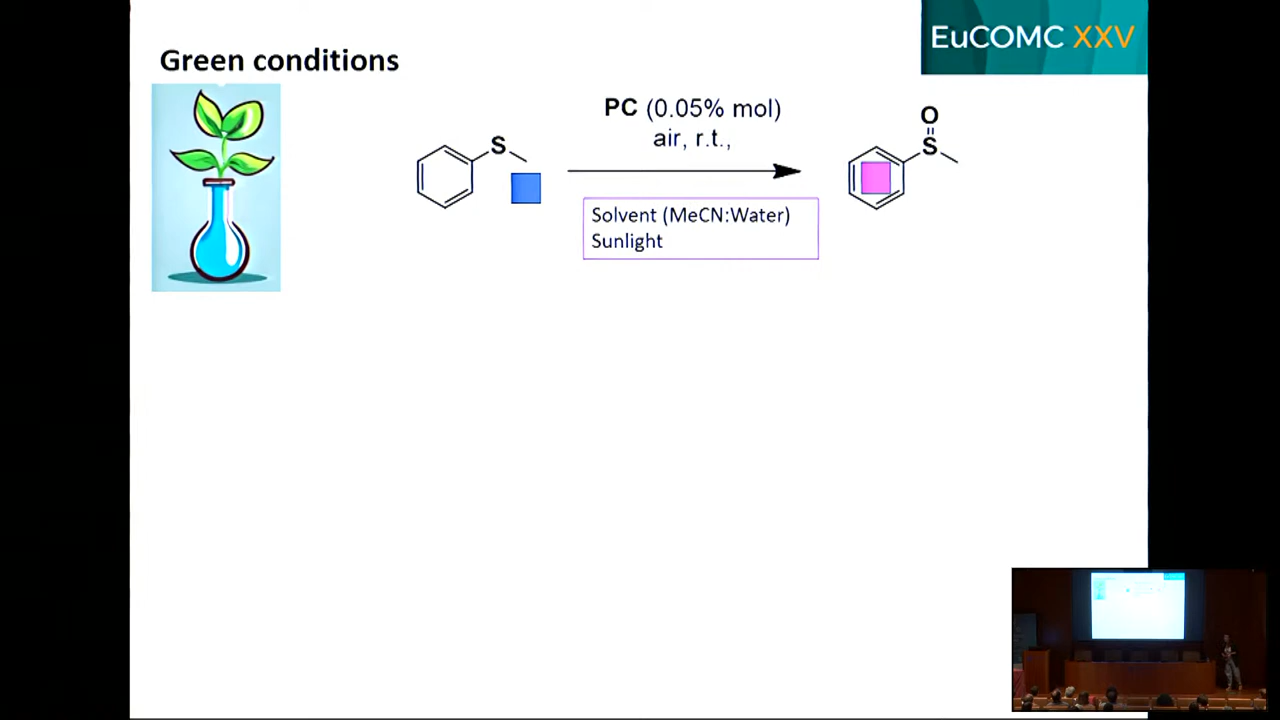 Green conditions
EuCOMC XXV
PC (0.05% mol)
air, r.t.,
S
O
S
Solvent (MeCN:Water)
Sunlight